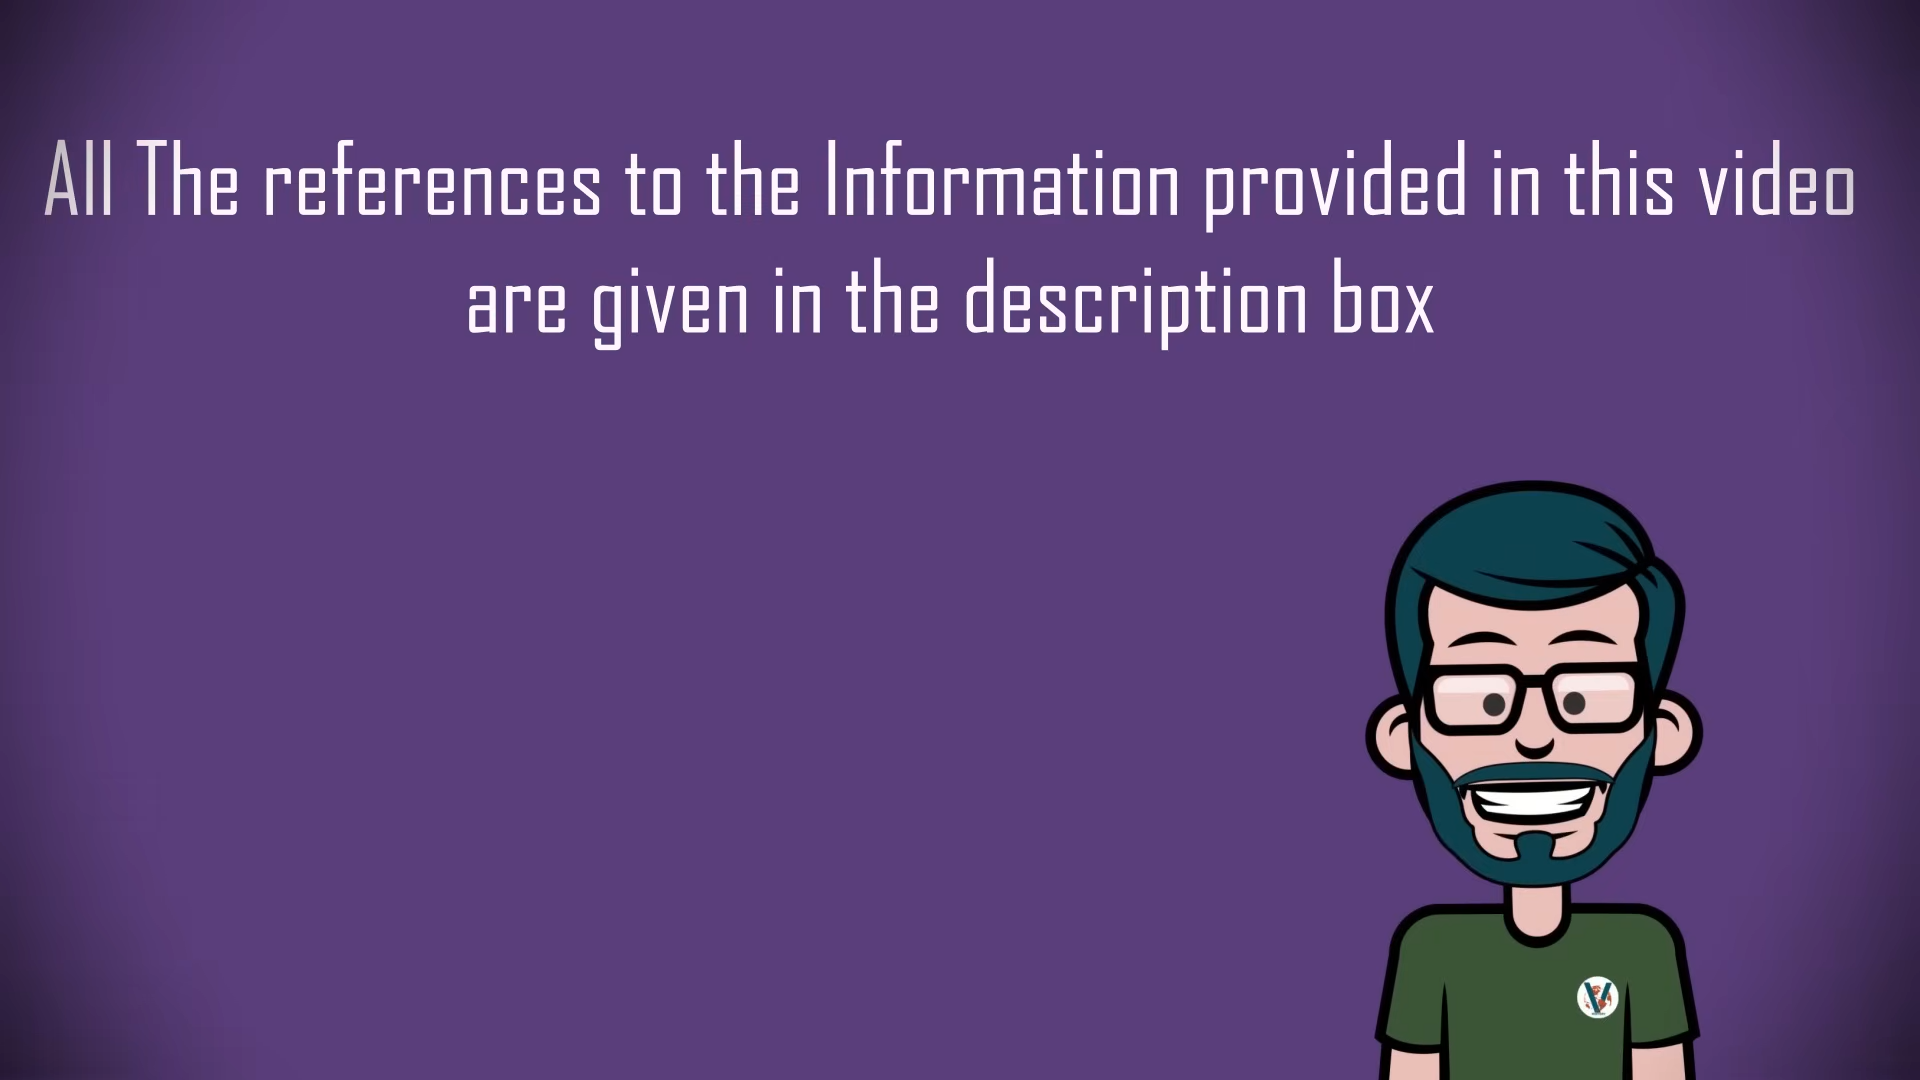 All The references to the Information provided in this video
are given in the description box
V